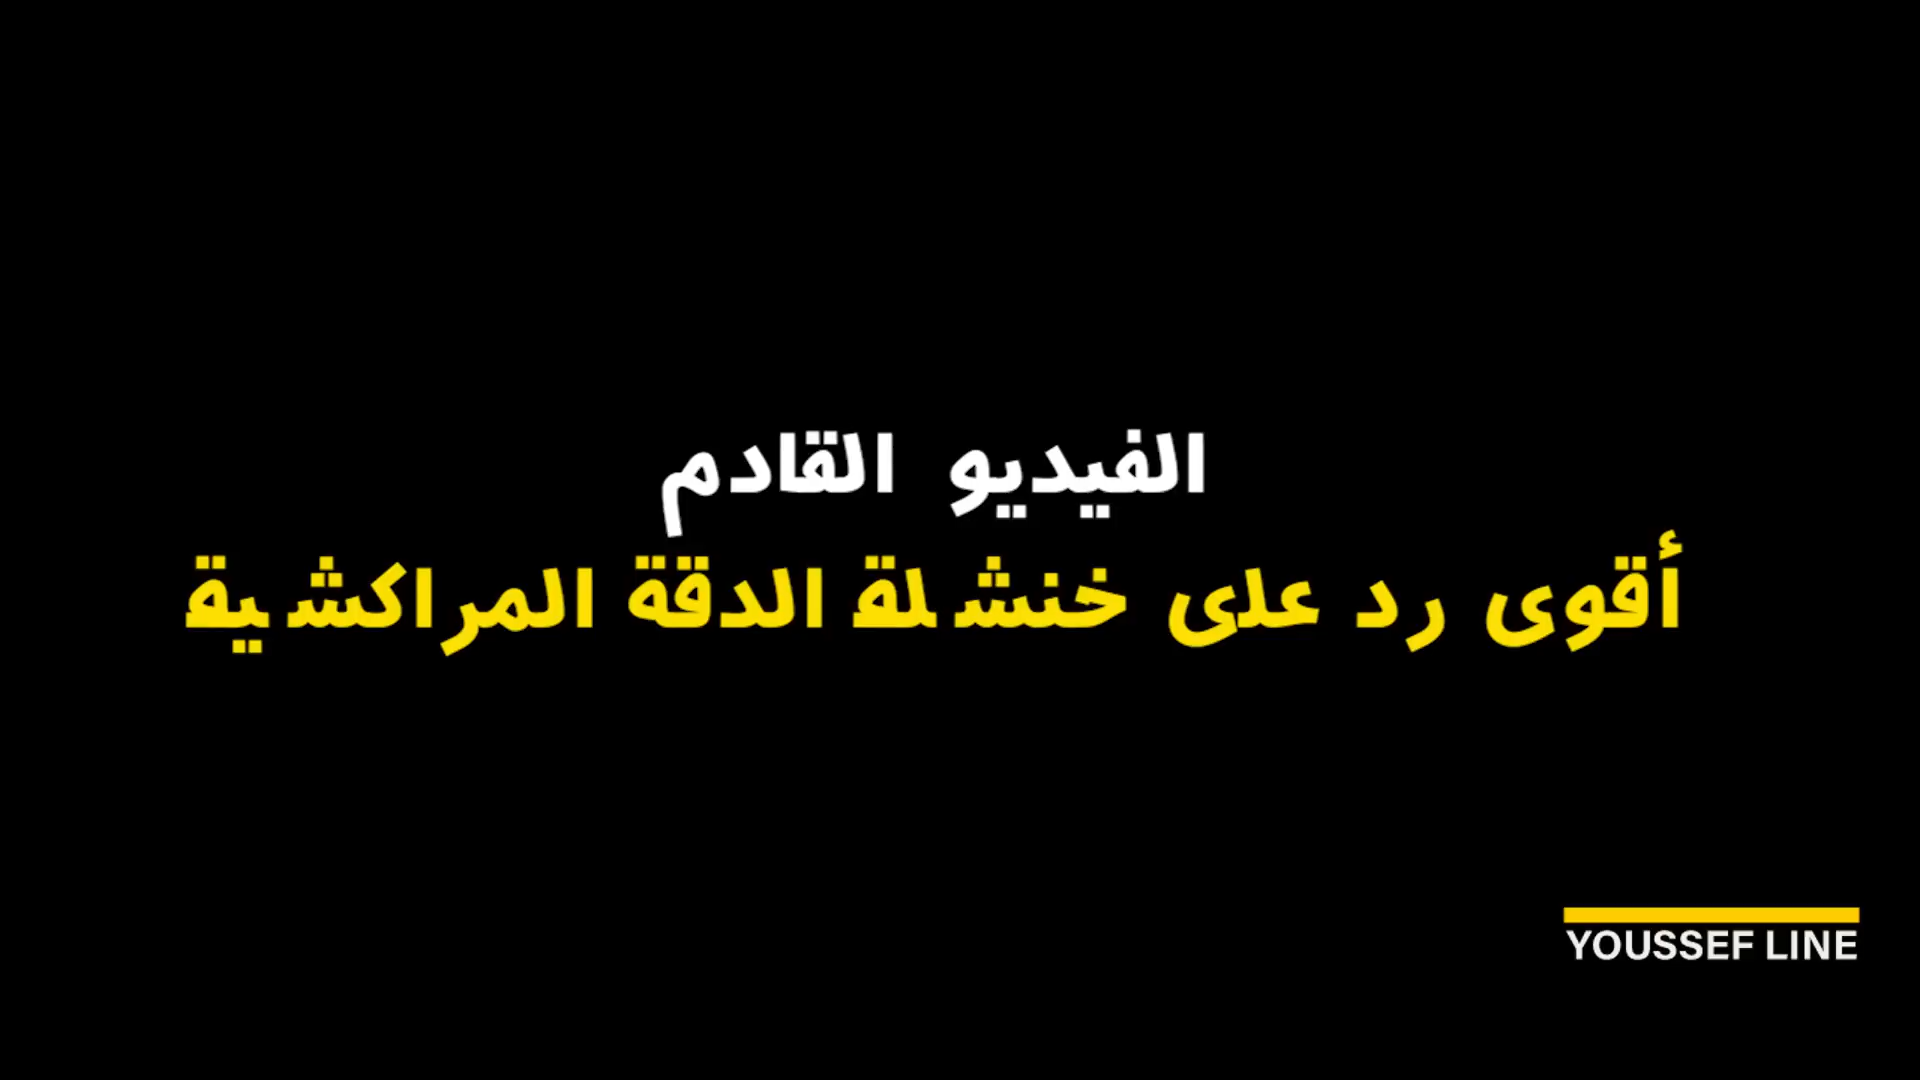 الفيديو القادم
أقوى رد على خنشلة الدقة المراكشية
YOUSSEF LINE